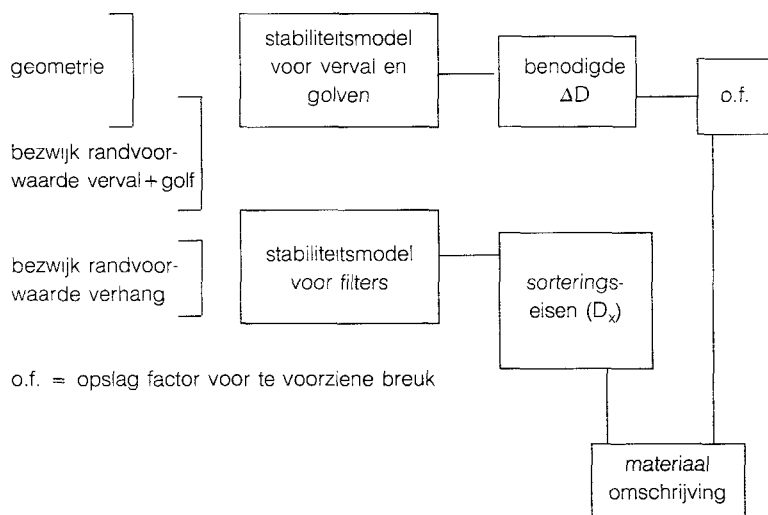 geometrie
bezwijk randvoor-
waarde verval+golf
bezwijk randvoor-
waarde verhang
stabiliteitsmodel
voor verval en
golven
benodigde
ΔD
o.f.
stabiliteitsmodel
voor filters
sorterings-
eisen (Dₓ)
o.f. = opslag factor voor te voorziene breuk
materiaal
omschrijving